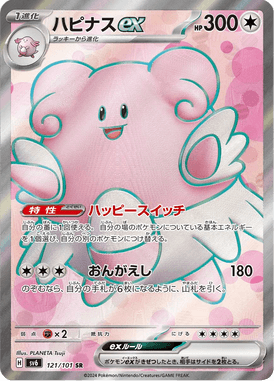 1進化
ハピナスex
HP 300
ラッキーから進化
特性 ハッピースイッチ
自分の番に1回使える。自分の場のポケモンについている基本エネルギーを1個選び、自分の別のポケモンにつけ替える。
おんがえし 180
のぞむなら、自分の手札が6枚になるように、山札を引く。
弱点 ×2 抵抗力 にげる
Illus. PLANETA Tsuji
H sv6 121/101 SR
exルール
ポケモンexがきぜつしたとき、相手はサイドを2枚とる。
©2024 Pokémon/Nintendo/Creatures/GAME FREAK.